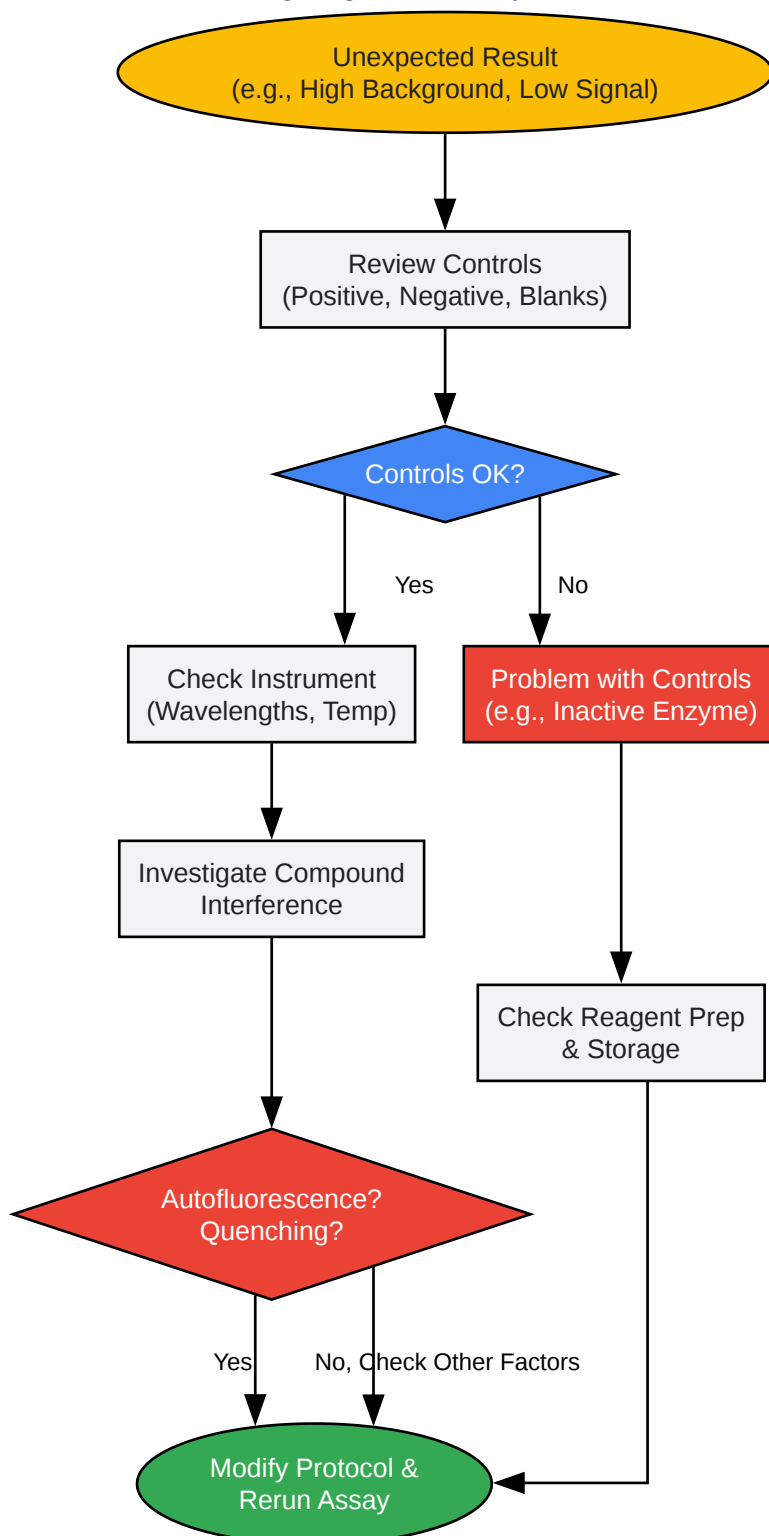 Unexpected Result
(e.g., High Background, Low Signal)
Review Controls
(Positive, Negative, Blanks)
Controls OK?
Yes
No
Check Instrument
(Wavelengths, Temp)
Problem with Controls
(e.g., Inactive Enzyme)
Investigate Compound
Interference
Check Reagent Prep
& Storage
Autofluorescence?
Quenching?
Yes
No, Check Other Factors
Modify Protocol &
Rerun Assay